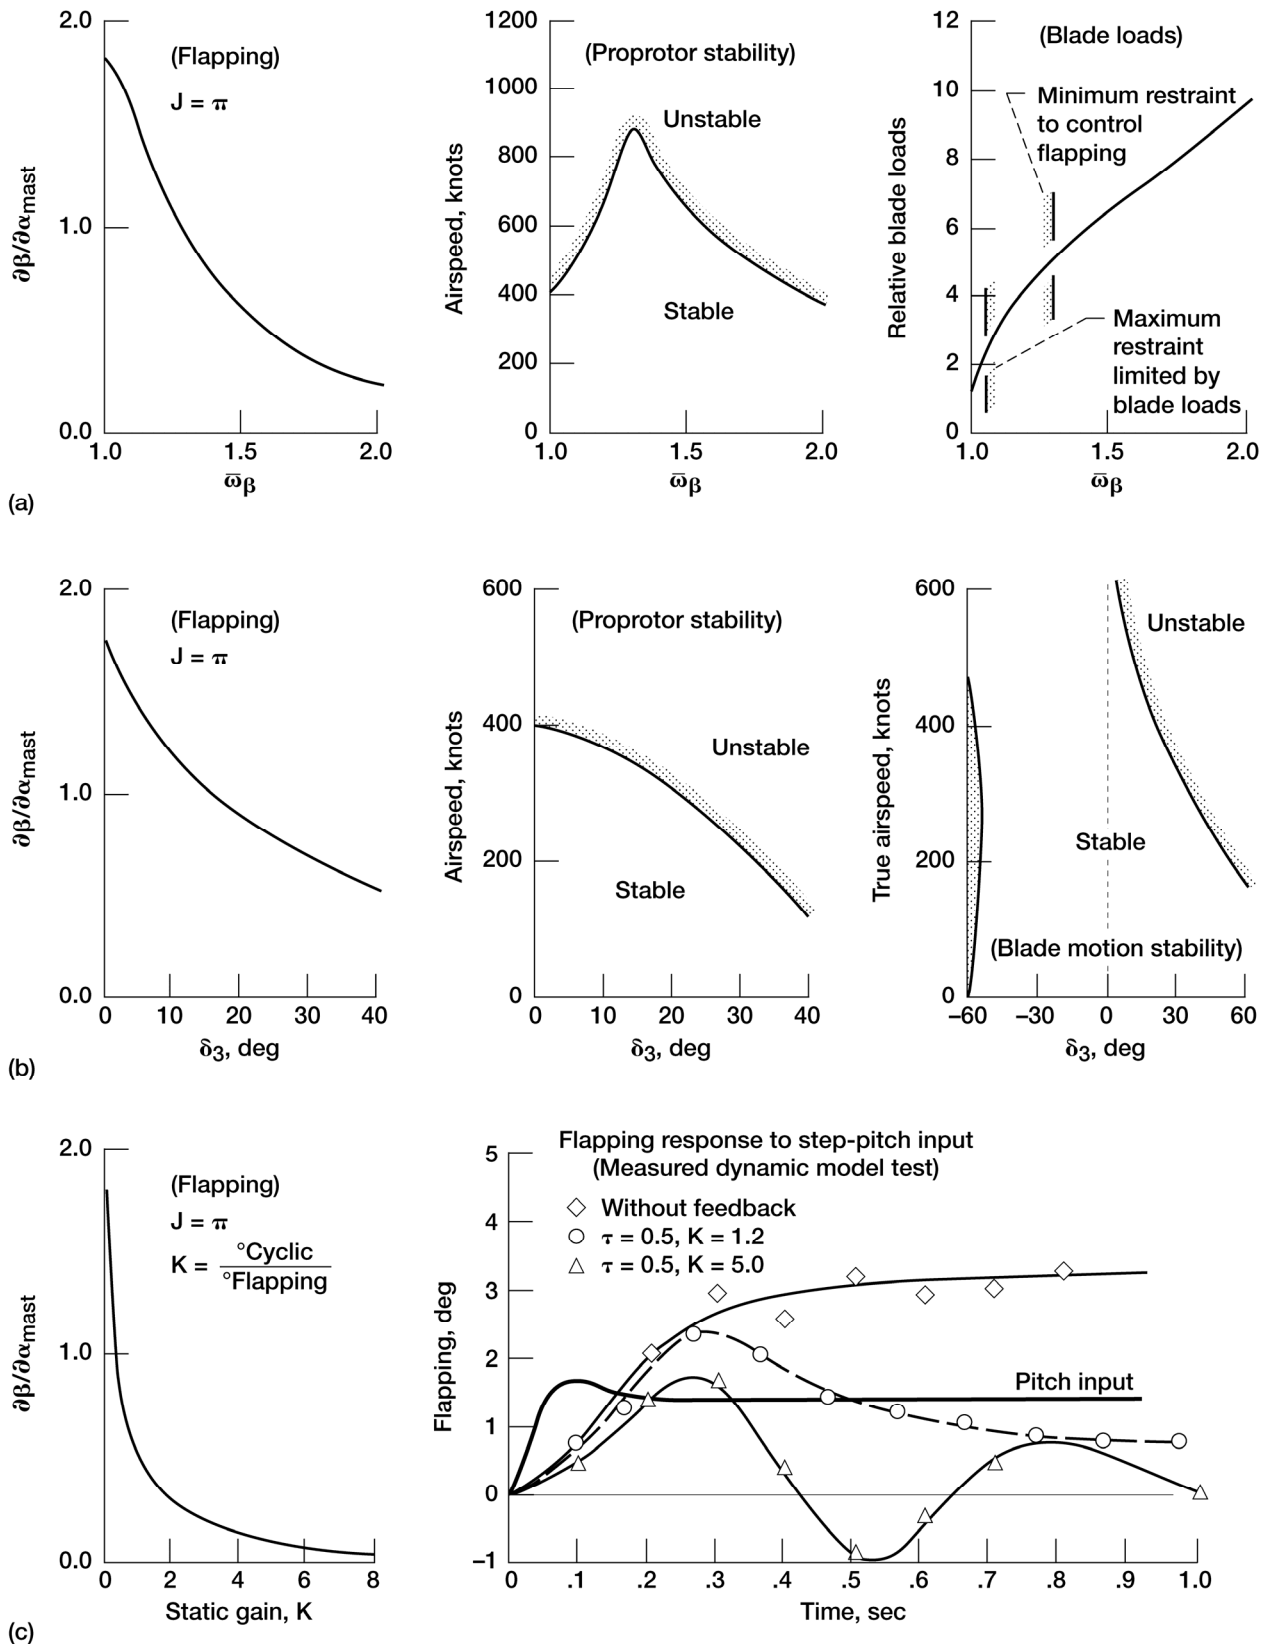 2.0
1.0
0.0
∂β/∂αmast
(Flapping)
J = π
1.0 1.5 2.0
ω̅β
1200
1000
800
600
400
200
0
Airspeed, knots
(Proprotor stability)
Unstable
Stable
1.0 1.5 2.0
ω̅β
12
10
8
6
4
2
0
Relative blade loads
(Blade loads)
Minimum restraint
to control
flapping
Maximum
restraint
limited by
blade loads
1.0 1.5 2.0
ω̅β
(a)
2.0
1.0
0.0
∂β/∂αmast
(Flapping)
J = π
0 10 20 30 40
δ3, deg
600
400
200
0
Airspeed, knots
(Proprotor stability)
Unstable
Stable
0 10 20 30 40
δ3, deg
600
400
200
0
True airspeed, knots
Unstable
Stable
(Blade motion stability)
−60 −30 0 30 60
δ3, deg
(b)
2.0
1.0
0.0
∂β/∂αmast
(Flapping)
J = π
K = °Cyclic
°Flapping
0 2 4 6 8
Static gain, K
Flapping response to step-pitch input
(Measured dynamic model test)
Without feedback
τ = 0.5, K = 1.2
τ = 0.5, K = 5.0
5
4
3
2
1
0
−1
Flapping, deg
Pitch input
0 .1 .2 .3 .4 .5 .6 .7 .8 .9 1.0
Time, sec
(c)